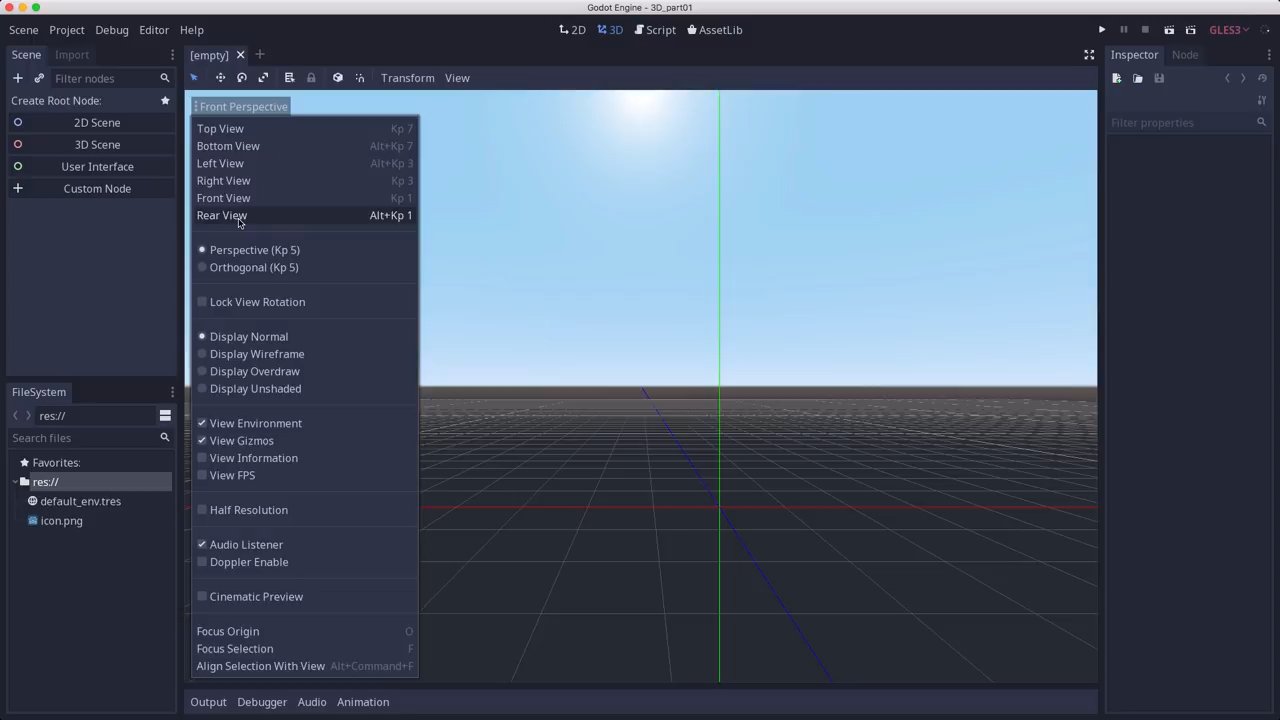 Godot Engine - 3D_part01
Scene Project Debug Editor Help
2D 3D Script AssetLib
GLES3
Scene Import
[empty]
Inspector Node
Filter nodes
Transform View
Create Root Node:
2D Scene
3D Scene
User Interface
Custom Node
Filter properties
Front Perspective
Top View Kp 7
Bottom View Alt+Kp 7
Left View Alt+Kp 3
Right View Kp 3
Front View Kp 1
Rear View Alt+Kp 1
Perspective (Kp 5)
Orthogonal (Kp 5)
Lock View Rotation
Display Normal
Display Wireframe
Display Overdraw
Display Unshaded
View Environment
View Gizmos
View Information
View FPS
Half Resolution
Audio Listener
Doppler Enable
Cinematic Preview
Focus Origin O
Focus Selection F
Align Selection With View Alt+Command+F
FileSystem
res://
Search files
Favorites:
res://
default_env.tres
icon.png
Output Debugger Audio Animation